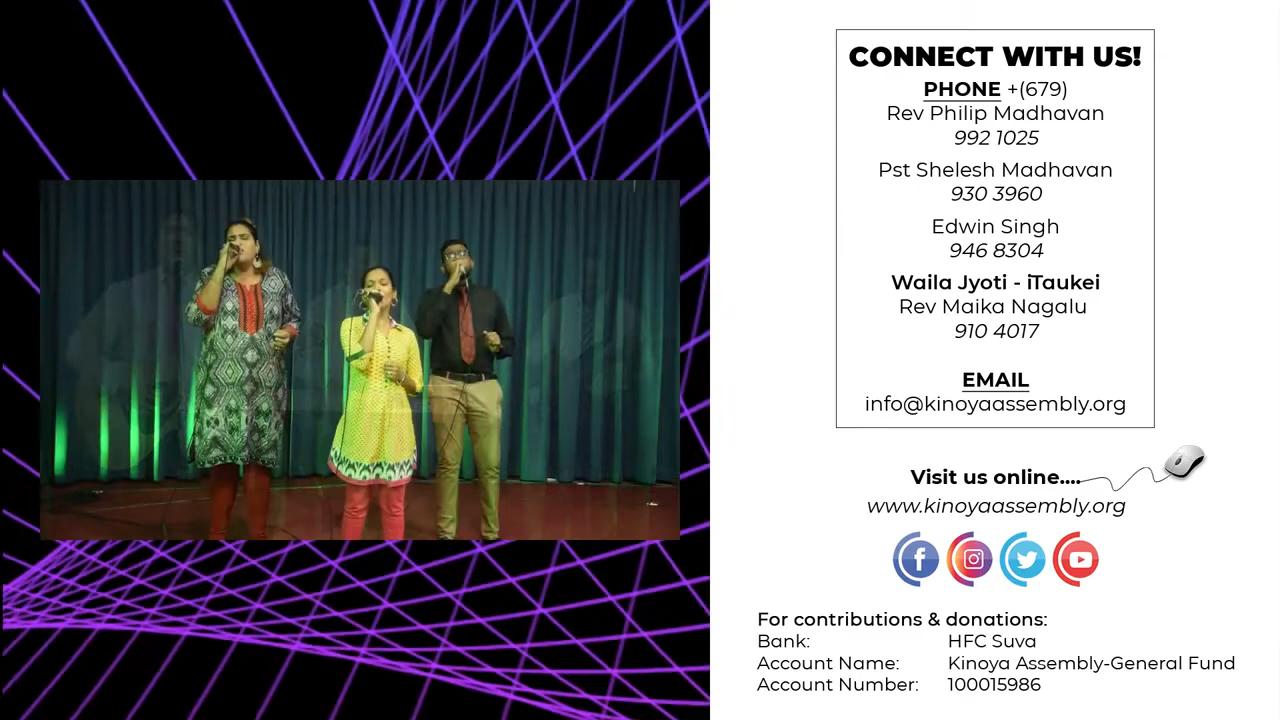 CONNECT WITH US!
PHONE +(679)
Rev Philip Madhavan
992 1025
Pst Shelesh Madhavan
930 3960
Edwin Singh
946 8304
Waila Jyoti - iTaukei
Rev Maika Nagalu
910 4017
EMAIL
info@kinoyaassembly.org
Visit us online....
www.kinoyaassembly.org
For contributions & donations:
Bank: HFC Suva
Account Name: Kinoya Assembly-General Fund
Account Number: 100015986